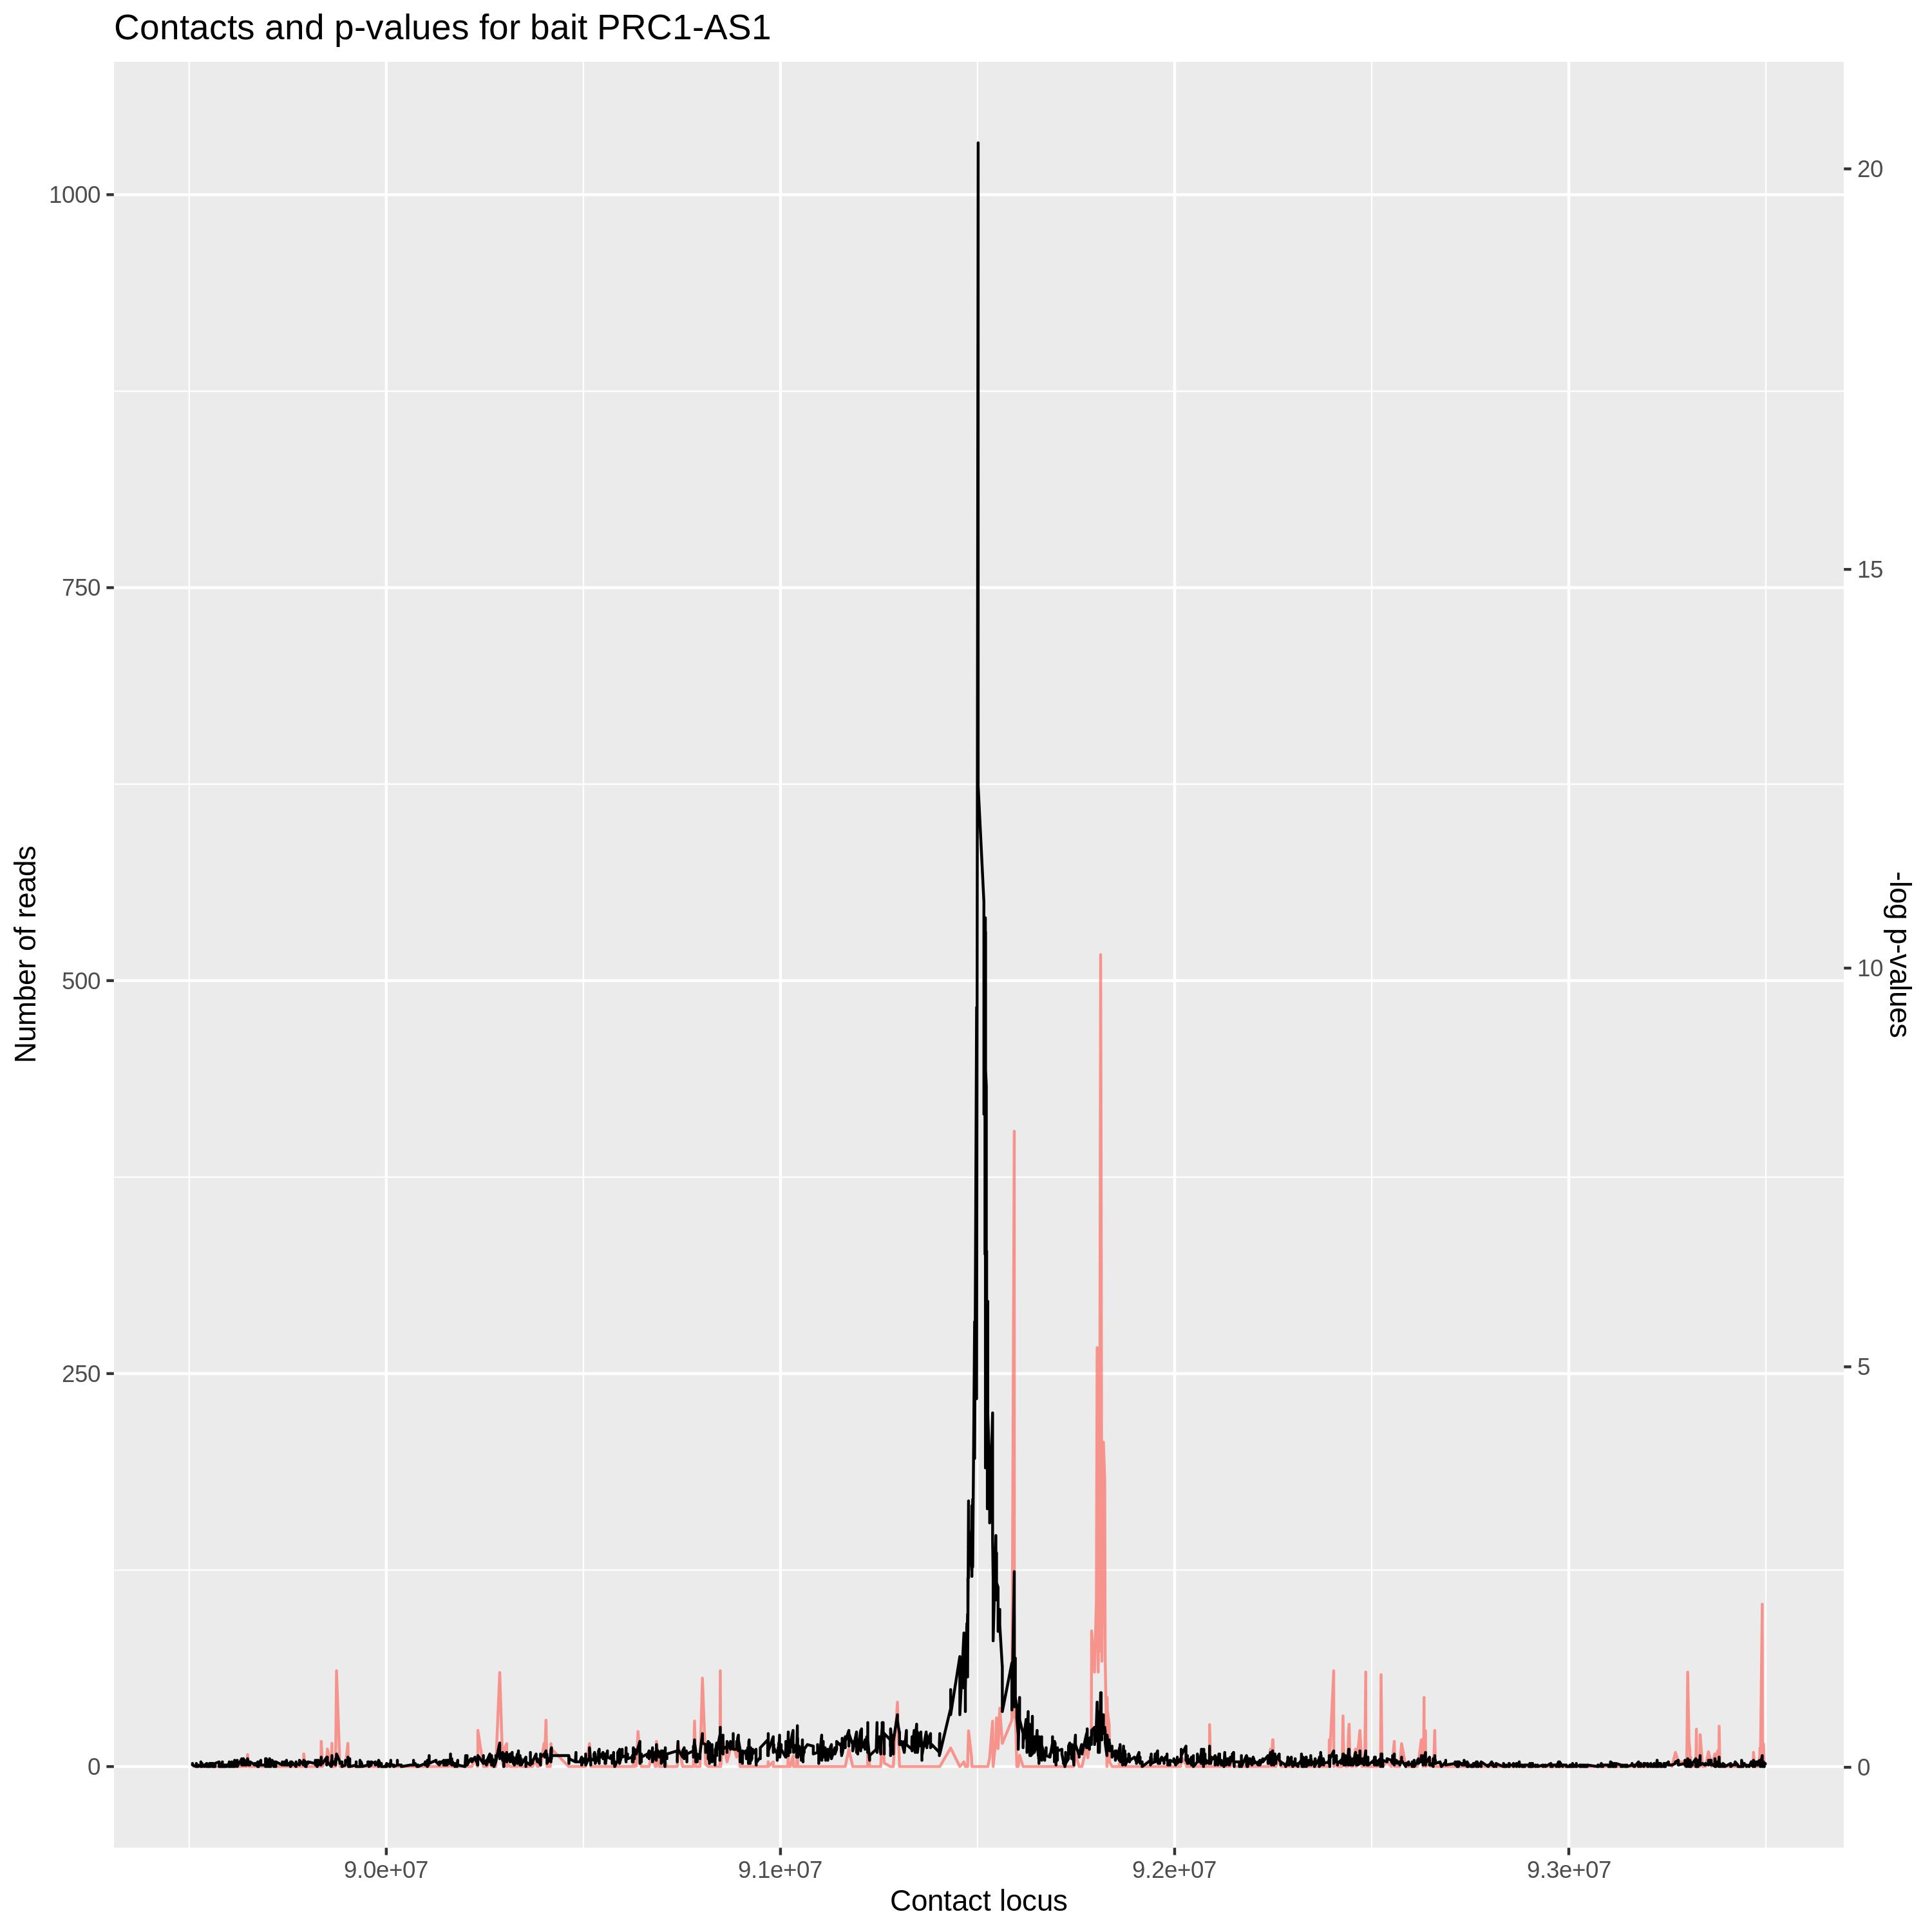 Contacts and p-values for bait PRC1-AS1
1000
750
500
250
0
Number of reads
20
15
10
5
0
-log p-values
9.0e+07 9.1e+07 9.2e+07 9.3e+07
Contact locus